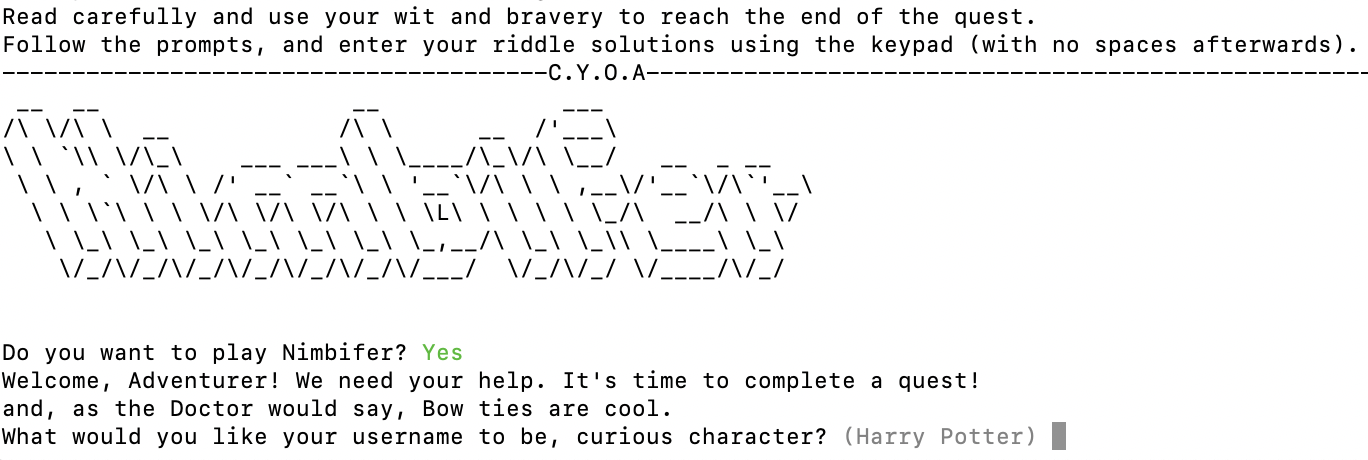 Read carefully and use your wit and bravery to reach the end of the quest.
Follow the prompts, and enter your riddle solutions using the keypad (with no spaces afterwards).
C.Y.O.A
Nimbifer
Do you want to play Nimbifer? Yes
Welcome, Adventurer! We need your help. It's time to complete a quest!
and, as the Doctor would say, Bow ties are cool.
What would you like your username to be, curious character? (Harry Potter)